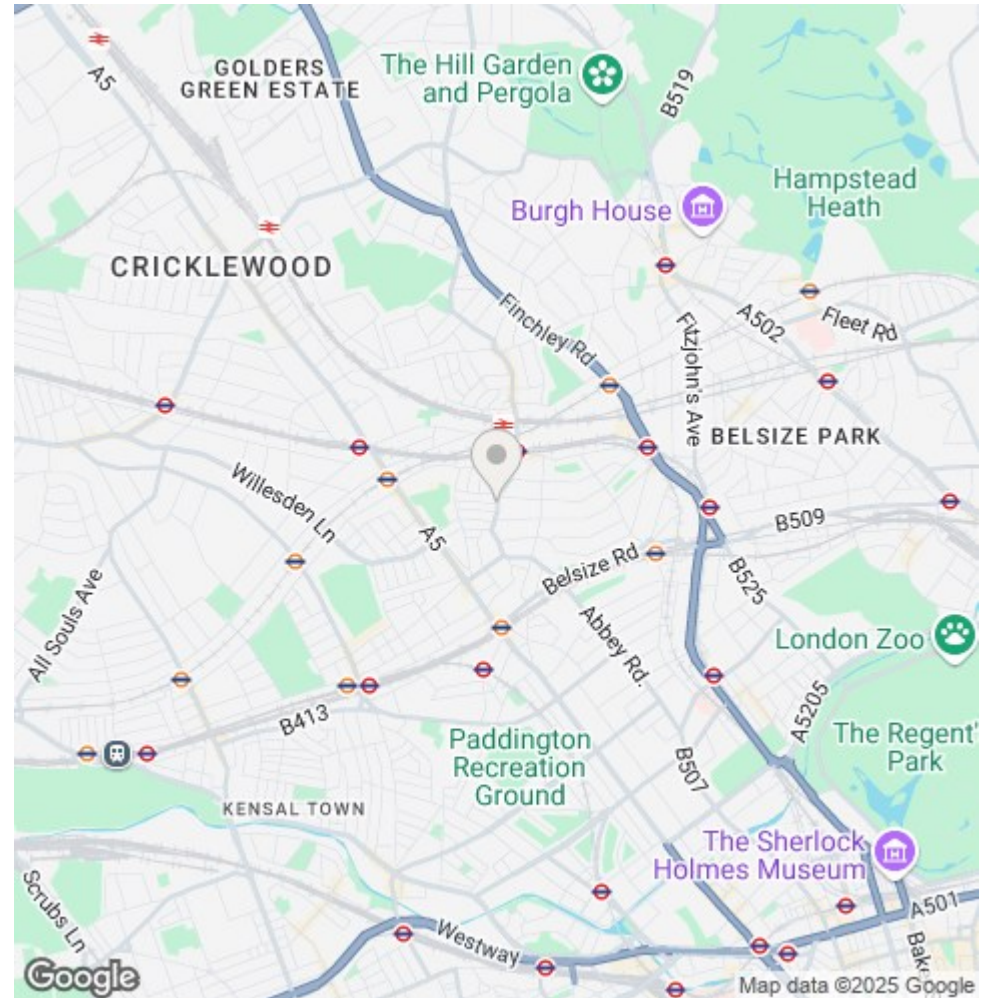 A5
GOLDERS
GREEN ESTATE
The Hill Garden
and Pergola
B519
Hampstead
Heath
Burgh House
CRICKLEWOOD
Finchley Rd
Fitzjohn's Ave
A502
Fleet Rd
BELSIZE PARK
Willesden Ln
A5
B509
Belsize Rd
B525
All Souls Ave
Abbey Rd.
London Zoo
A5205
B413
The Regent'
Park
Paddington
Recreation
Ground
B507
KENSAL TOWN
The Sherlock
Holmes Museum
Scrubs Ln
A501
Westway
Bake
Google
Map data ©2025 Google